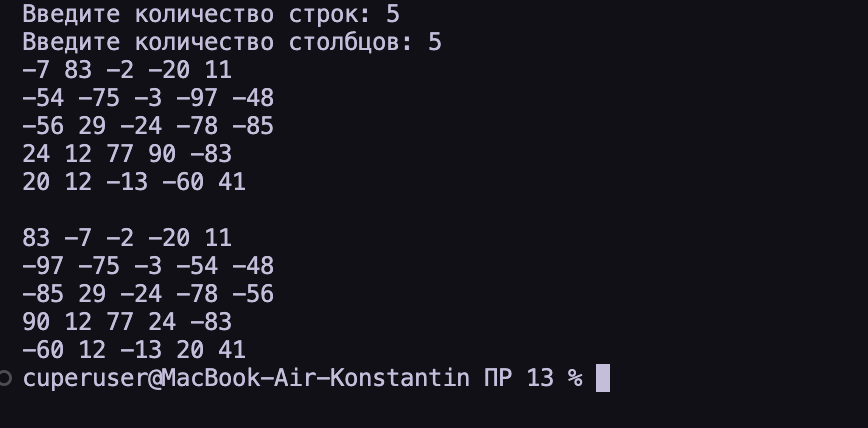 Введите количество строк: 5
Введите количество столбцов: 5
-7 83 -2 -20 11
-54 -75 -3 -97 -48
-56 29 -24 -78 -85
24 12 77 90 -83
20 12 -13 -60 41
83 -7 -2 -20 11
-97 -75 -3 -54 -48
-85 29 -24 -78 -56
90 12 77 24 -83
-60 12 -13 20 41
cuperuser@MacBook-Air-Konstantin ПР 13 %